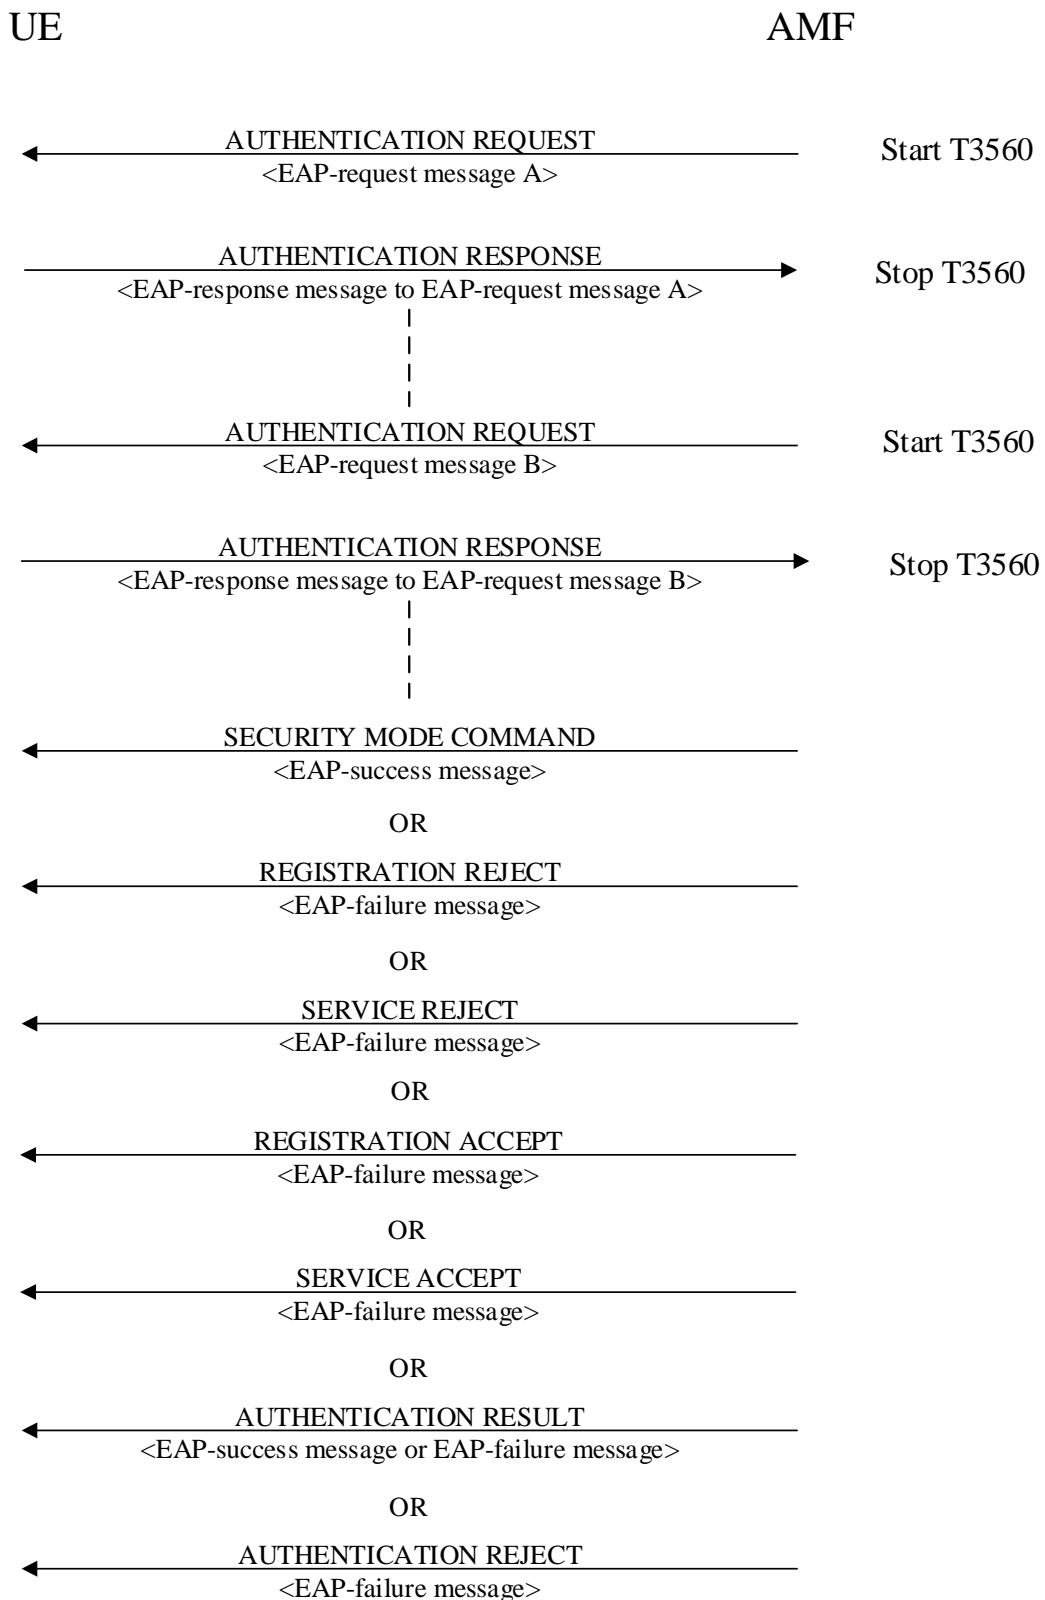 UE
AMF
AUTHENTICATION REQUEST
<EAP-request message A>
Start T3560
AUTHENTICATION RESPONSE
<EAP-response message to EAP-request message A>
Stop T3560
AUTHENTICATION REQUEST
<EAP-request message B>
Start T3560
AUTHENTICATION RESPONSE
<EAP-response message to EAP-request message B>
Stop T3560
SECURITY MODE COMMAND
<EAP-success message>
OR
REGISTRATION REJECT
<EAP-failure message>
OR
SERVICE REJECT
<EAP-failure message>
OR
REGISTRATION ACCEPT
<EAP-failure message>
OR
SERVICE ACCEPT
<EAP-failure message>
OR
AUTHENTICATION RESULT
<EAP-success message or EAP-failure message>
OR
AUTHENTICATION REJECT
<EAP-failure message>